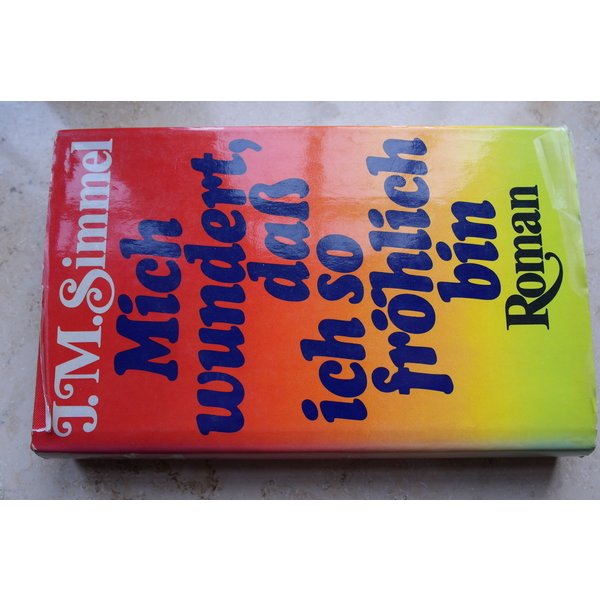 J. M. Simmel
Mich
wundert,
daß
ich so
fröhlich
bin
Roman